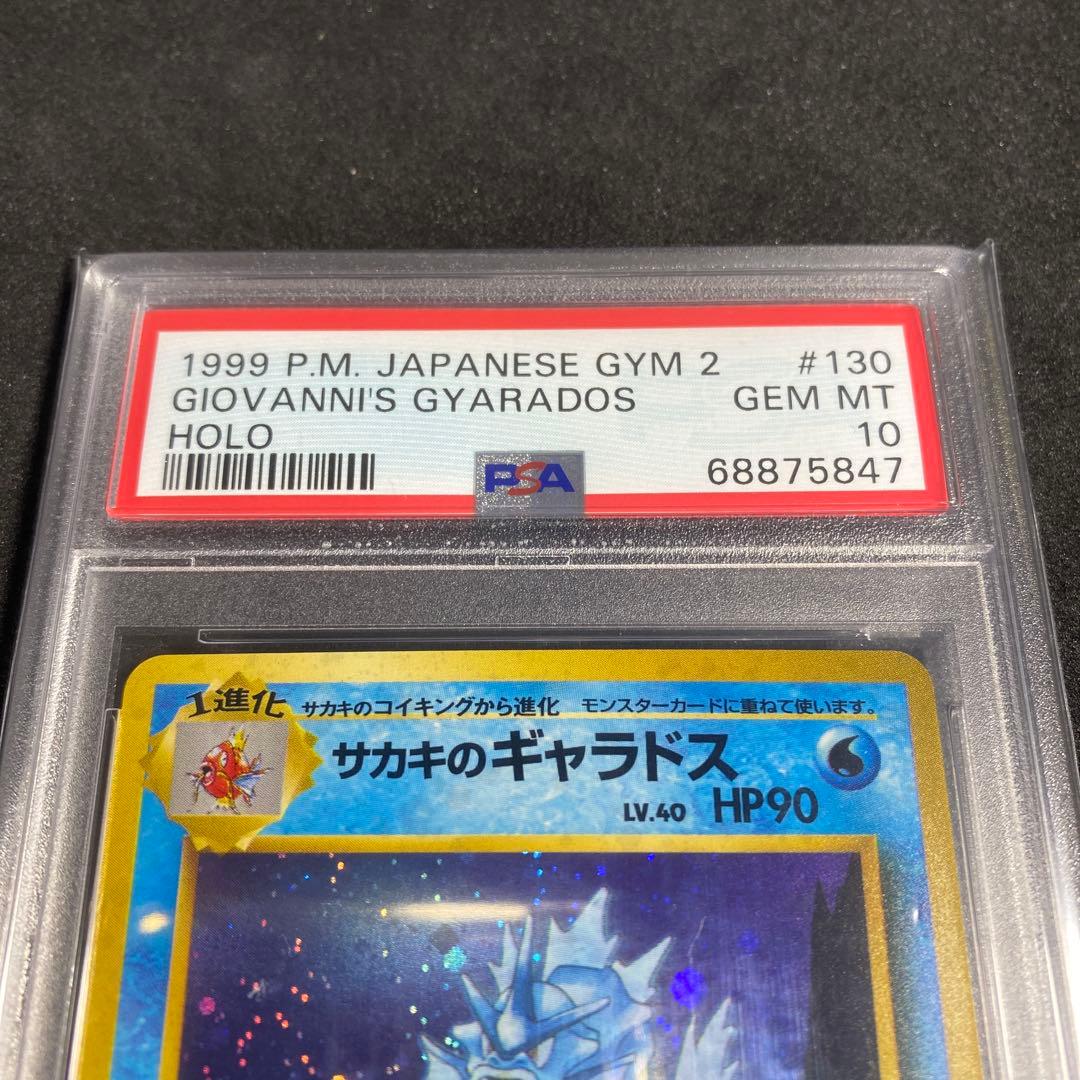 1999 P.M. JAPANESE GYM 2 #130
GIOVANNI'S GYARADOS GEM MT
HOLO 10
PSA 68875847
1進化 サカキのコイキングから進化 モンスターカードに重ねて使います。
サカキのギャラドス
LV.40 HP90